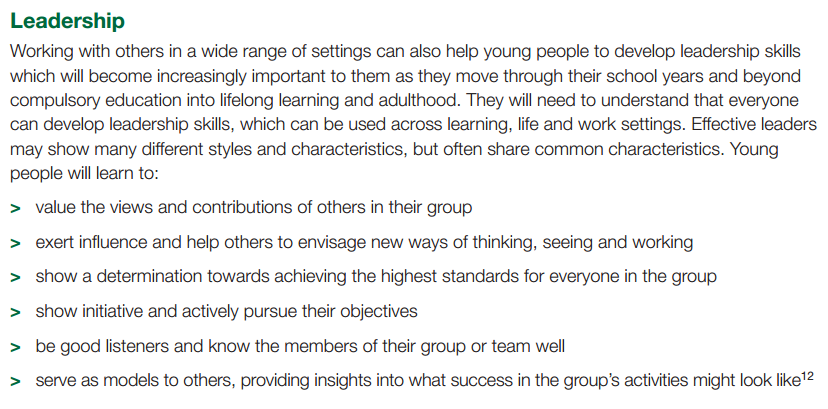 Leadership
Working with others in a wide range of settings can also help young people to develop leadership skills
which will become increasingly important to them as they move through their school years and beyond
compulsory education into lifelong learning and adulthood. They will need to understand that everyone
can develop leadership skills, which can be used across learning, life and work settings. Effective leaders
may show many different styles and characteristics, but often share common characteristics. Young
people will learn to:
> value the views and contributions of others in their group
> exert influence and help others to envisage new ways of thinking, seeing and working
> show a determination towards achieving the highest standards for everyone in the group
> show initiative and actively pursue their objectives
> be good listeners and know the members of their group or team well
> serve as models to others, providing insights into what success in the group's activities might look like12